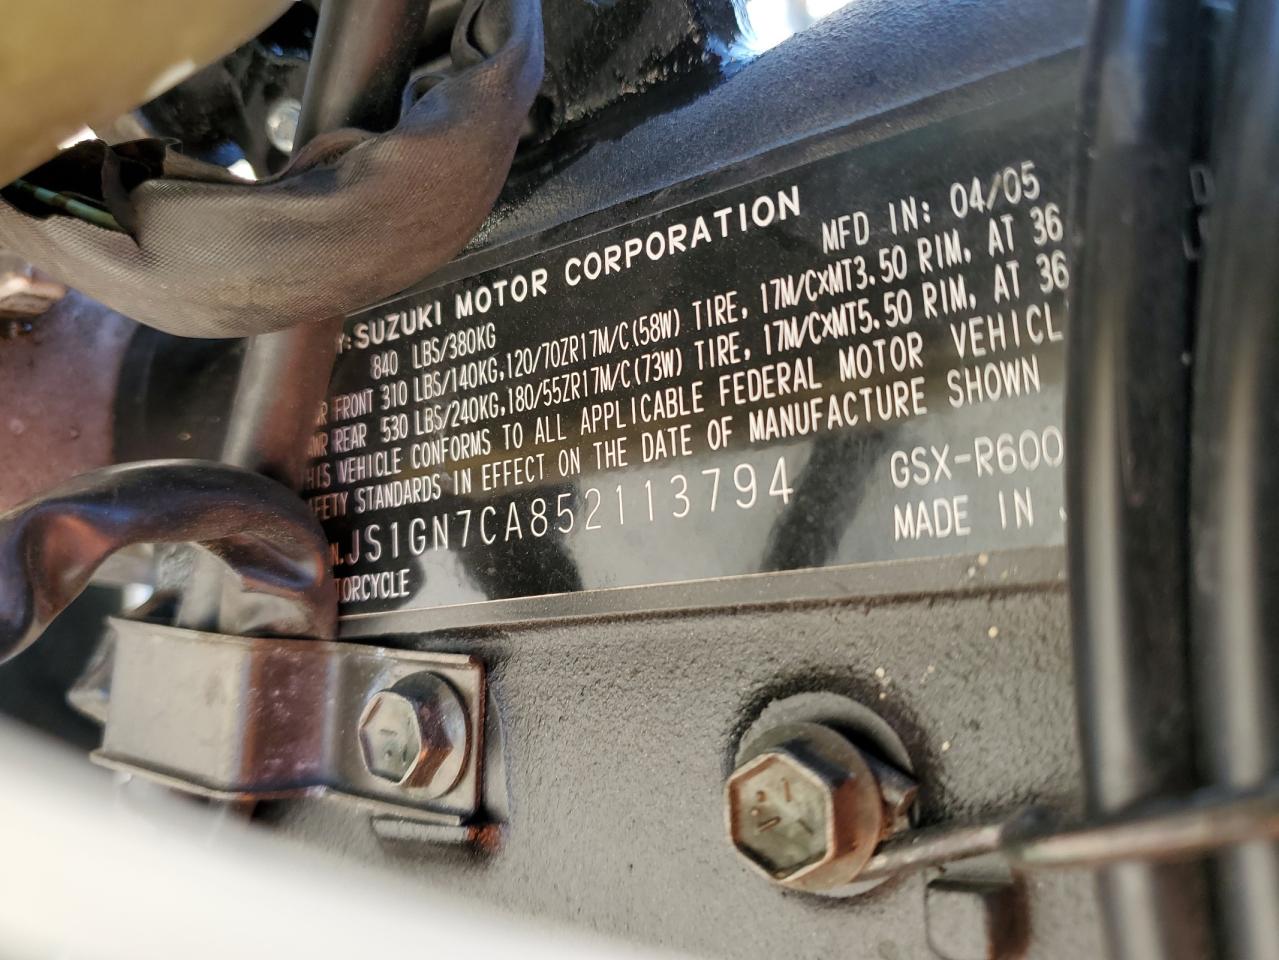 Y: SUZUKI MOTOR CORPORATION
MFD IN: 04/05
840 LBS/380KG
R FRONT 310 LBS/140KG,120/70ZR17M/C(58W) TIRE, 17M/CXMT3.50 RIM, AT 36
WR REAR 530 LBS/240KG,180/55ZR17M/C(73W) TIRE, 17M/CXMT5.50 RIM, AT 36
HIS VEHICLE CONFORMS TO ALL APPLICABLE FEDERAL MOTOR VEHICL
FETY STANDARDS IN EFFECT ON THE DATE OF MANUFACTURE SHOWN
N. JS1GN7CA852113794
GSX-R600
MADE IN
TORCYCLE